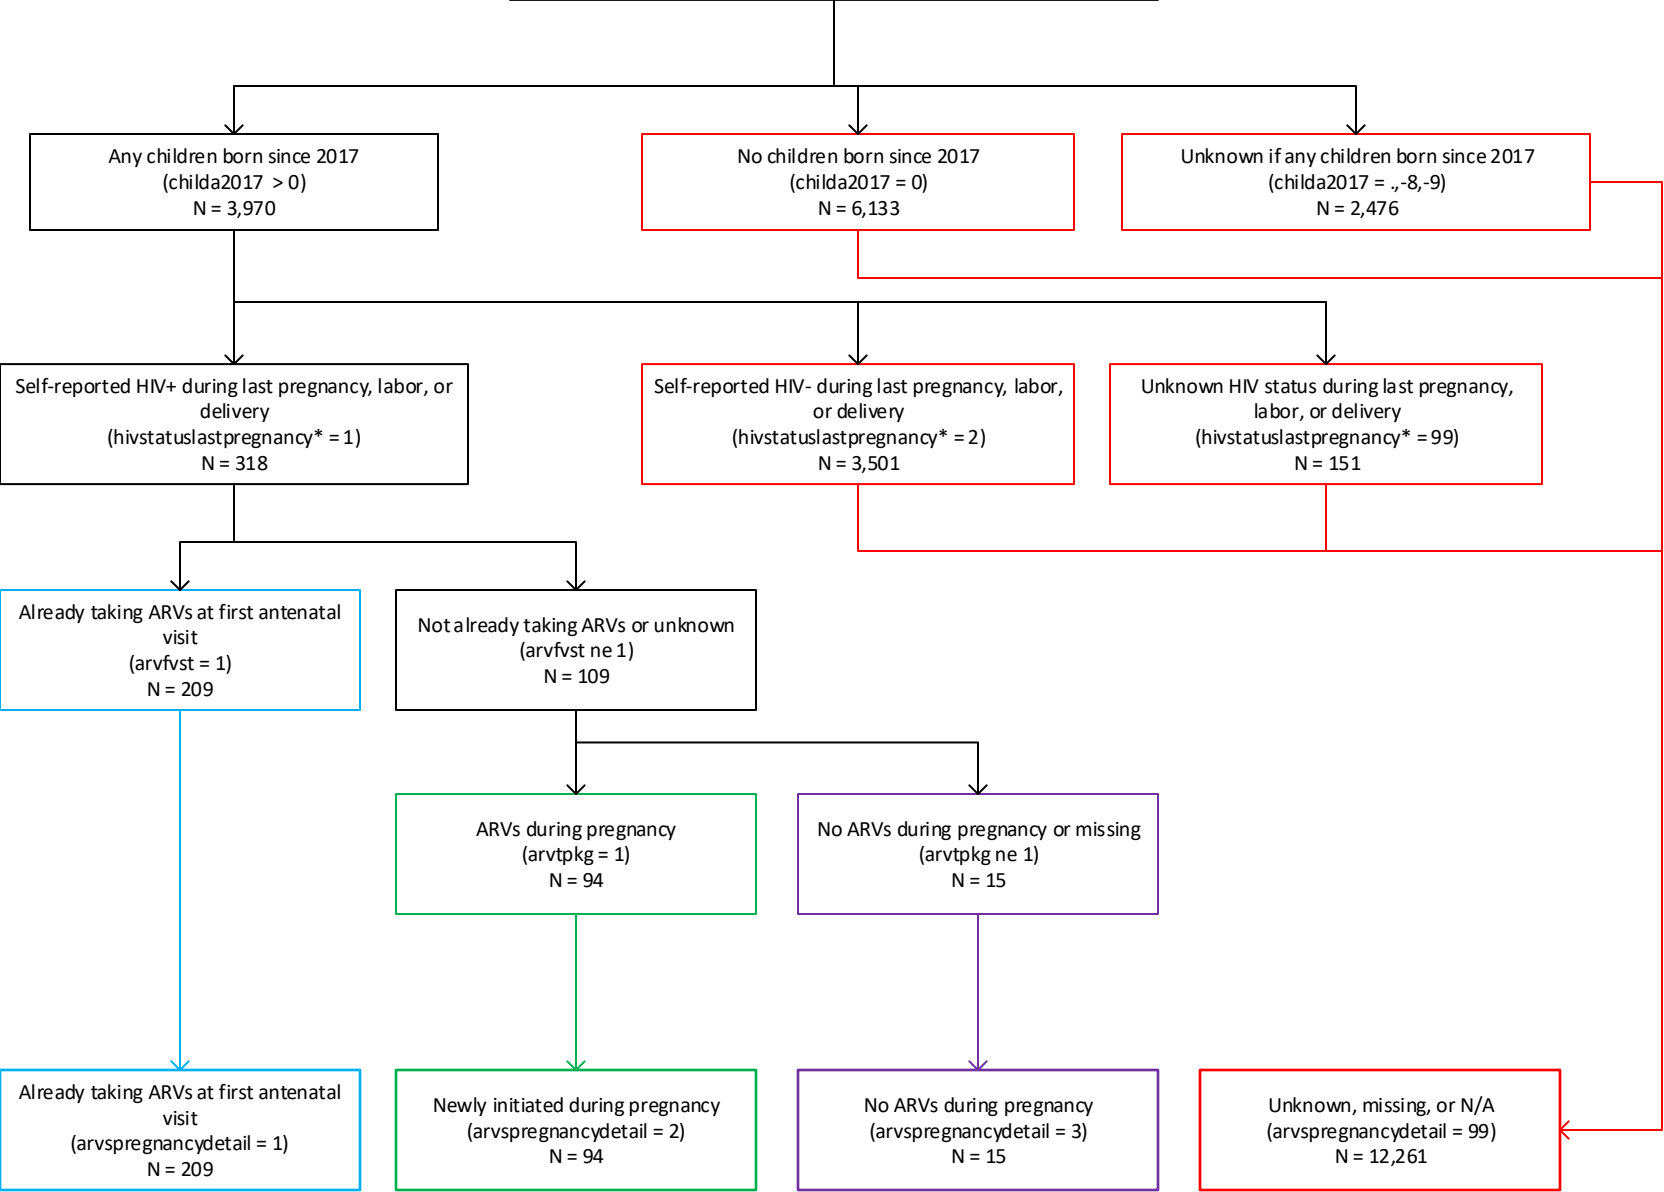 Any children born since 2017
(childa2017 > 0)
N = 3,970
No children born since 2017
(childa2017 = 0)
N = 6,133
Unknown if any children born since 2017
(childa2017 = .,-8,-9)
N = 2,476
Self-reported HIV+ during last pregnancy, labor, or
delivery
(hivstatuslastpregnancy* = 1)
N = 318
Self-reported HIV- during last pregnancy, labor,
or delivery
(hivstatuslastpregnancy* = 2)
N = 3,501
Unknown HIV status during last pregnancy,
labor, or delivery
(hivstatuslastpregnancy* = 99)
N = 151
Already taking ARVs at first antenatal
visit
(arvfvst = 1)
N = 209
Not already taking ARVs or unknown
(arvfvst ne 1)
N = 109
ARVs during pregnancy
(arvtpkg = 1)
N = 94
No ARVs during pregnancy or missing
(arvtpkg ne 1)
N = 15
Already taking ARVs at first antenatal
visit
(arvspregnancydetail = 1)
N = 209
Newly initiated during pregnancy
(arvspregnancydetail = 2)
N = 94
No ARVs during pregnancy
(arvspregnancydetail = 3)
N = 15
Unknown, missing, or N/A
(arvspregnancydetail = 99)
N = 12,261